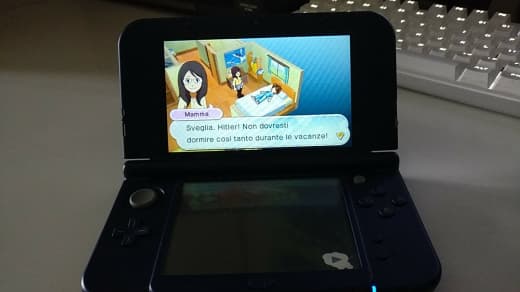 Mamma
Sveglia, Hitler! Non dovresti
dormire così tanto durante le vacanze!